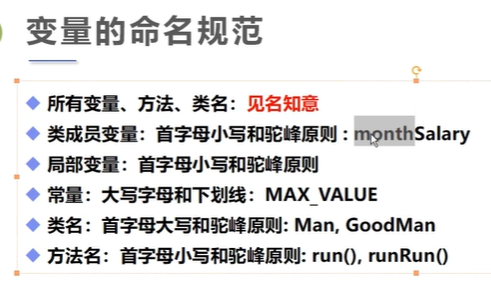 变量的命名规范
所有变量、方法、类名：见名知意
类成员变量：首字母小写和驼峰原则 : monthSalary
局部变量：首字母小写和驼峰原则
常量：大写字母和下划线：MAX_VALUE
类名：首字母大写和驼峰原则: Man, GoodMan
方法名：首字母小写和驼峰原则: run(), runRun()